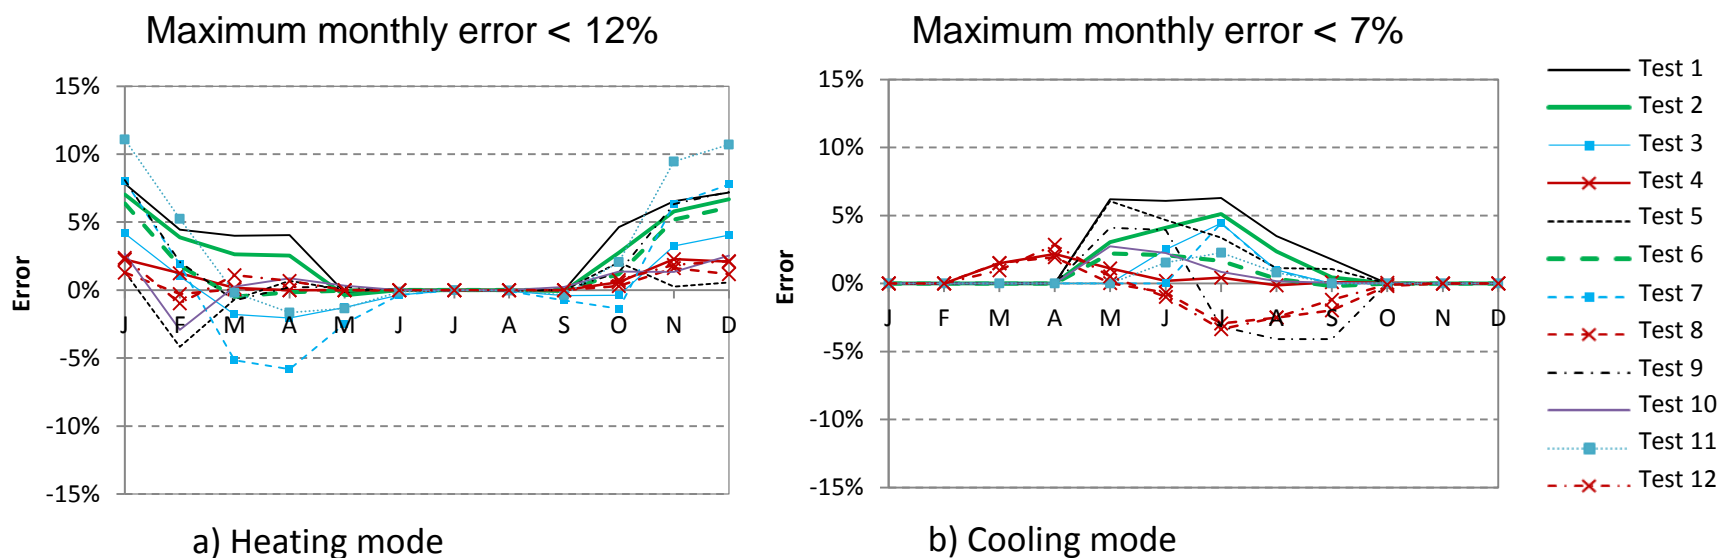 Maximum monthly error < 12%
Maximum monthly error < 7%
15%
10%
5%
0%
-5%
-10%
-15%
Error
J F M A M J J A S O N D
a) Heating mode
15%
10%
5%
0%
-5%
-10%
-15%
Error
J F M A M J J A S O N D
b) Cooling mode
Test 1
Test 2
Test 3
Test 4
Test 5
Test 6
Test 7
Test 8
Test 9
Test 10
Test 11
Test 12